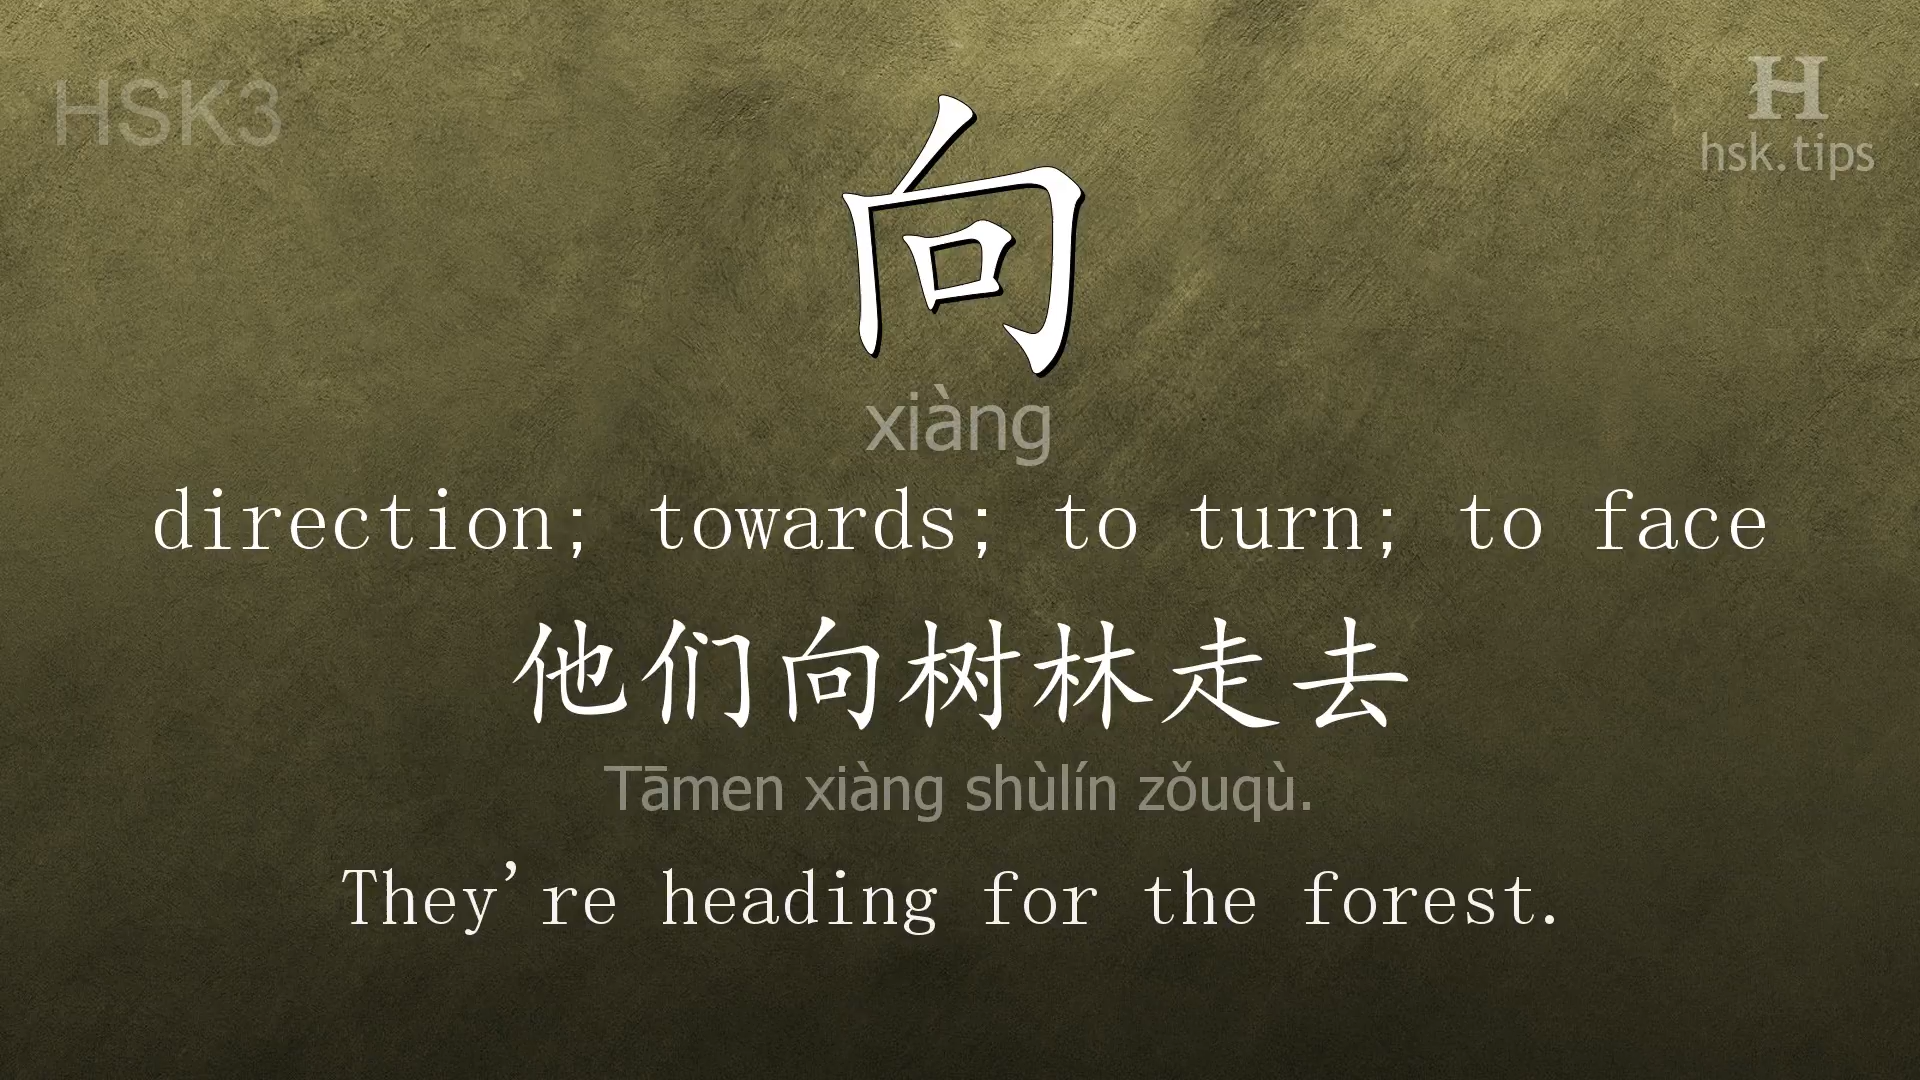 HSK3
H
hsk.tips
向
xiàng
direction; towards; to turn; to face
他们向树林走去
Tāmen xiàng shùlín zǒuqù.
They're heading for the forest.